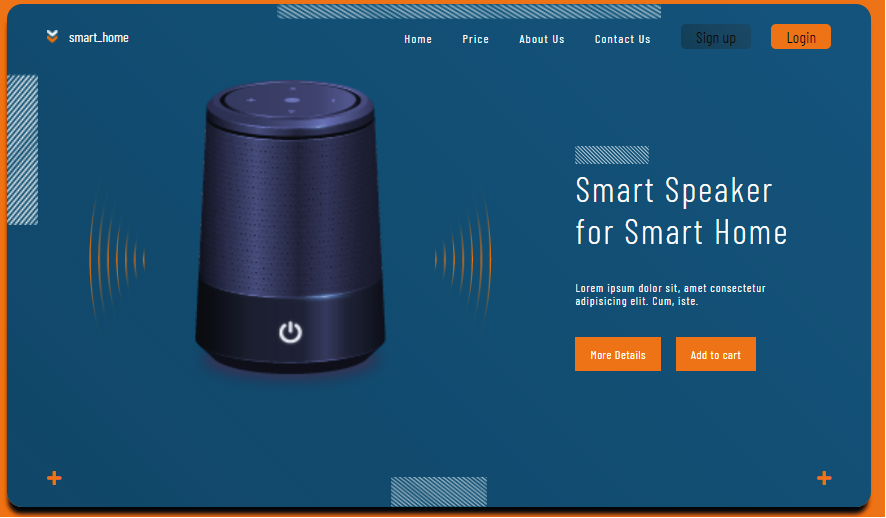 smart_home
Home Price About Us Contact Us Sign up Login
Smart Speaker
for Smart Home
Lorem ipsum dolor sit, amet consectetur
adipisicing elit. Cum, iste.
More Details Add to cart